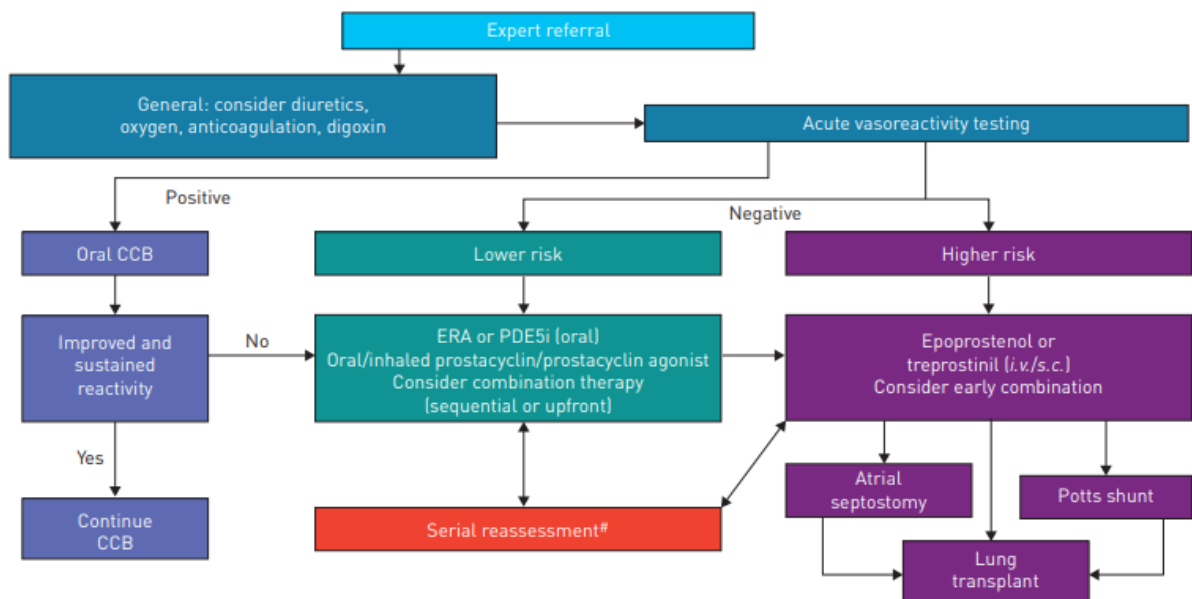 Expert referral
General: consider diuretics,
oxygen, anticoagulation, digoxin
Acute vasoreactivity testing
Positive
Negative
Oral CCB
Lower risk
Higher risk
Improved and
sustained
reactivity
No
ERA or PDE5i (oral)
Oral/inhaled prostacyclin/prostacyclin agonist
Consider combination therapy
(sequential or upfront)
Epoprostenol or
treprostinil (i.v./s.c.)
Consider early combination
Yes
Atrial
septostomy
Potts shunt
Continue
CCB
Serial reassessment#
Lung
transplant